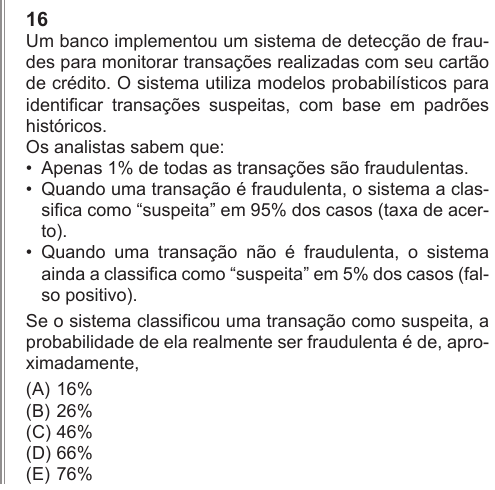 16
Um banco implementou um sistema de detecção de frau-
des para monitorar transações realizadas com seu cartão
de crédito. O sistema utiliza modelos probabilísticos para
identificar transações suspeitas, com base em padrões
históricos.
Os analistas sabem que:
• Apenas 1% de todas as transações são fraudulentas.
• Quando uma transação é fraudulenta, o sistema a clas-
sifica como “suspeita” em 95% dos casos (taxa de acer-
to).
• Quando uma transação não é fraudulenta, o sistema
ainda a classifica como “suspeita” em 5% dos casos (fal-
so positivo).
Se o sistema classificou uma transação como suspeita, a
probabilidade de ela realmente ser fraudulenta é de, apro-
ximadamente,
(A) 16%
(B) 26%
(C) 46%
(D) 66%
(E) 76%